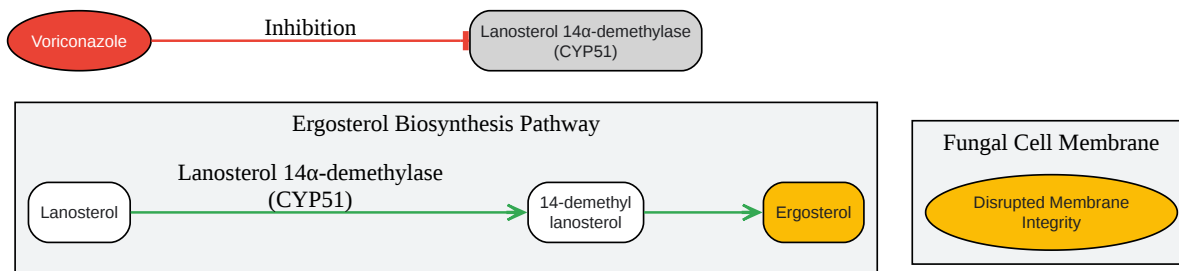 Voriconazole
Inhibition
Lanosterol 14α-demethylase
(CYP51)
Ergosterol Biosynthesis Pathway
Lanosterol
Lanosterol 14α-demethylase
(CYP51)
14-demethyl
lanosterol
Ergosterol
Fungal Cell Membrane
Disrupted Membrane
Integrity